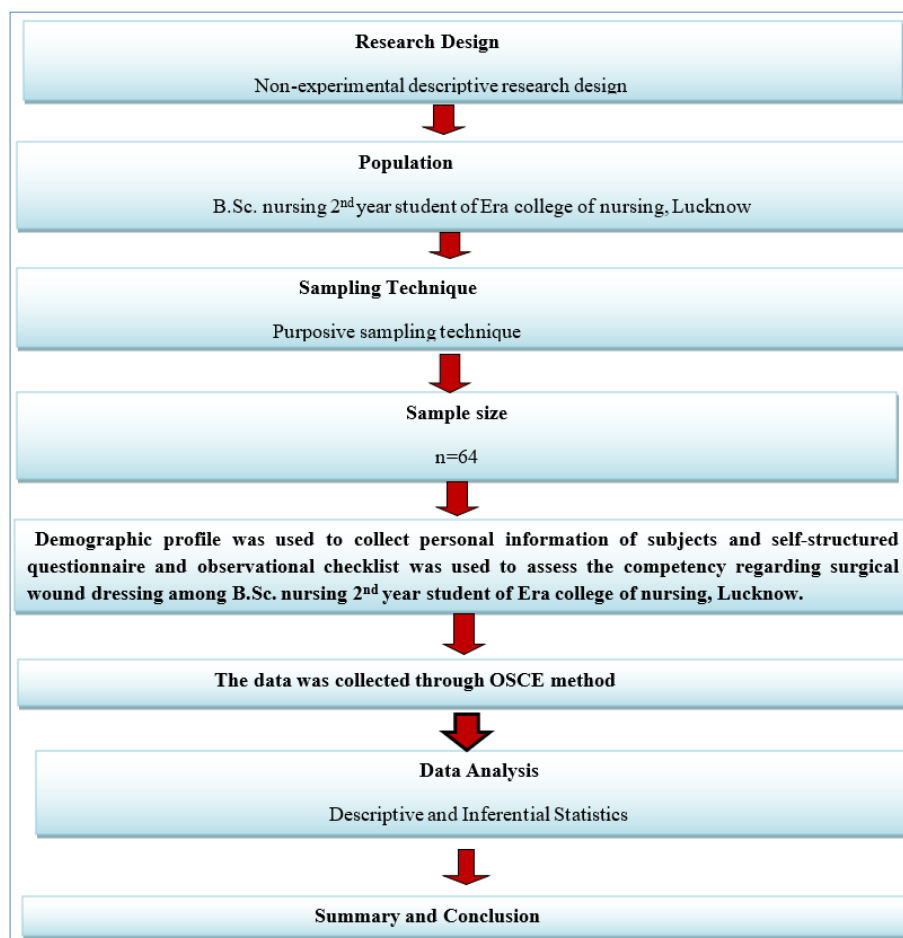 Research Design
Non-experimental descriptive research design
Population
B.Sc. nursing 2nd year student of Era college of nursing, Lucknow
Sampling Technique
Purposive sampling technique
Sample size
n=64
Demographic profile was used to collect personal information of subjects and self-structured
questionnaire and observational checklist was used to assess the competency regarding surgical
wound dressing among B.Sc. nursing 2nd year student of Era college of nursing, Lucknow.
The data was collected through OSCE method
Data Analysis
Descriptive and Inferential Statistics
Summary and Conclusion